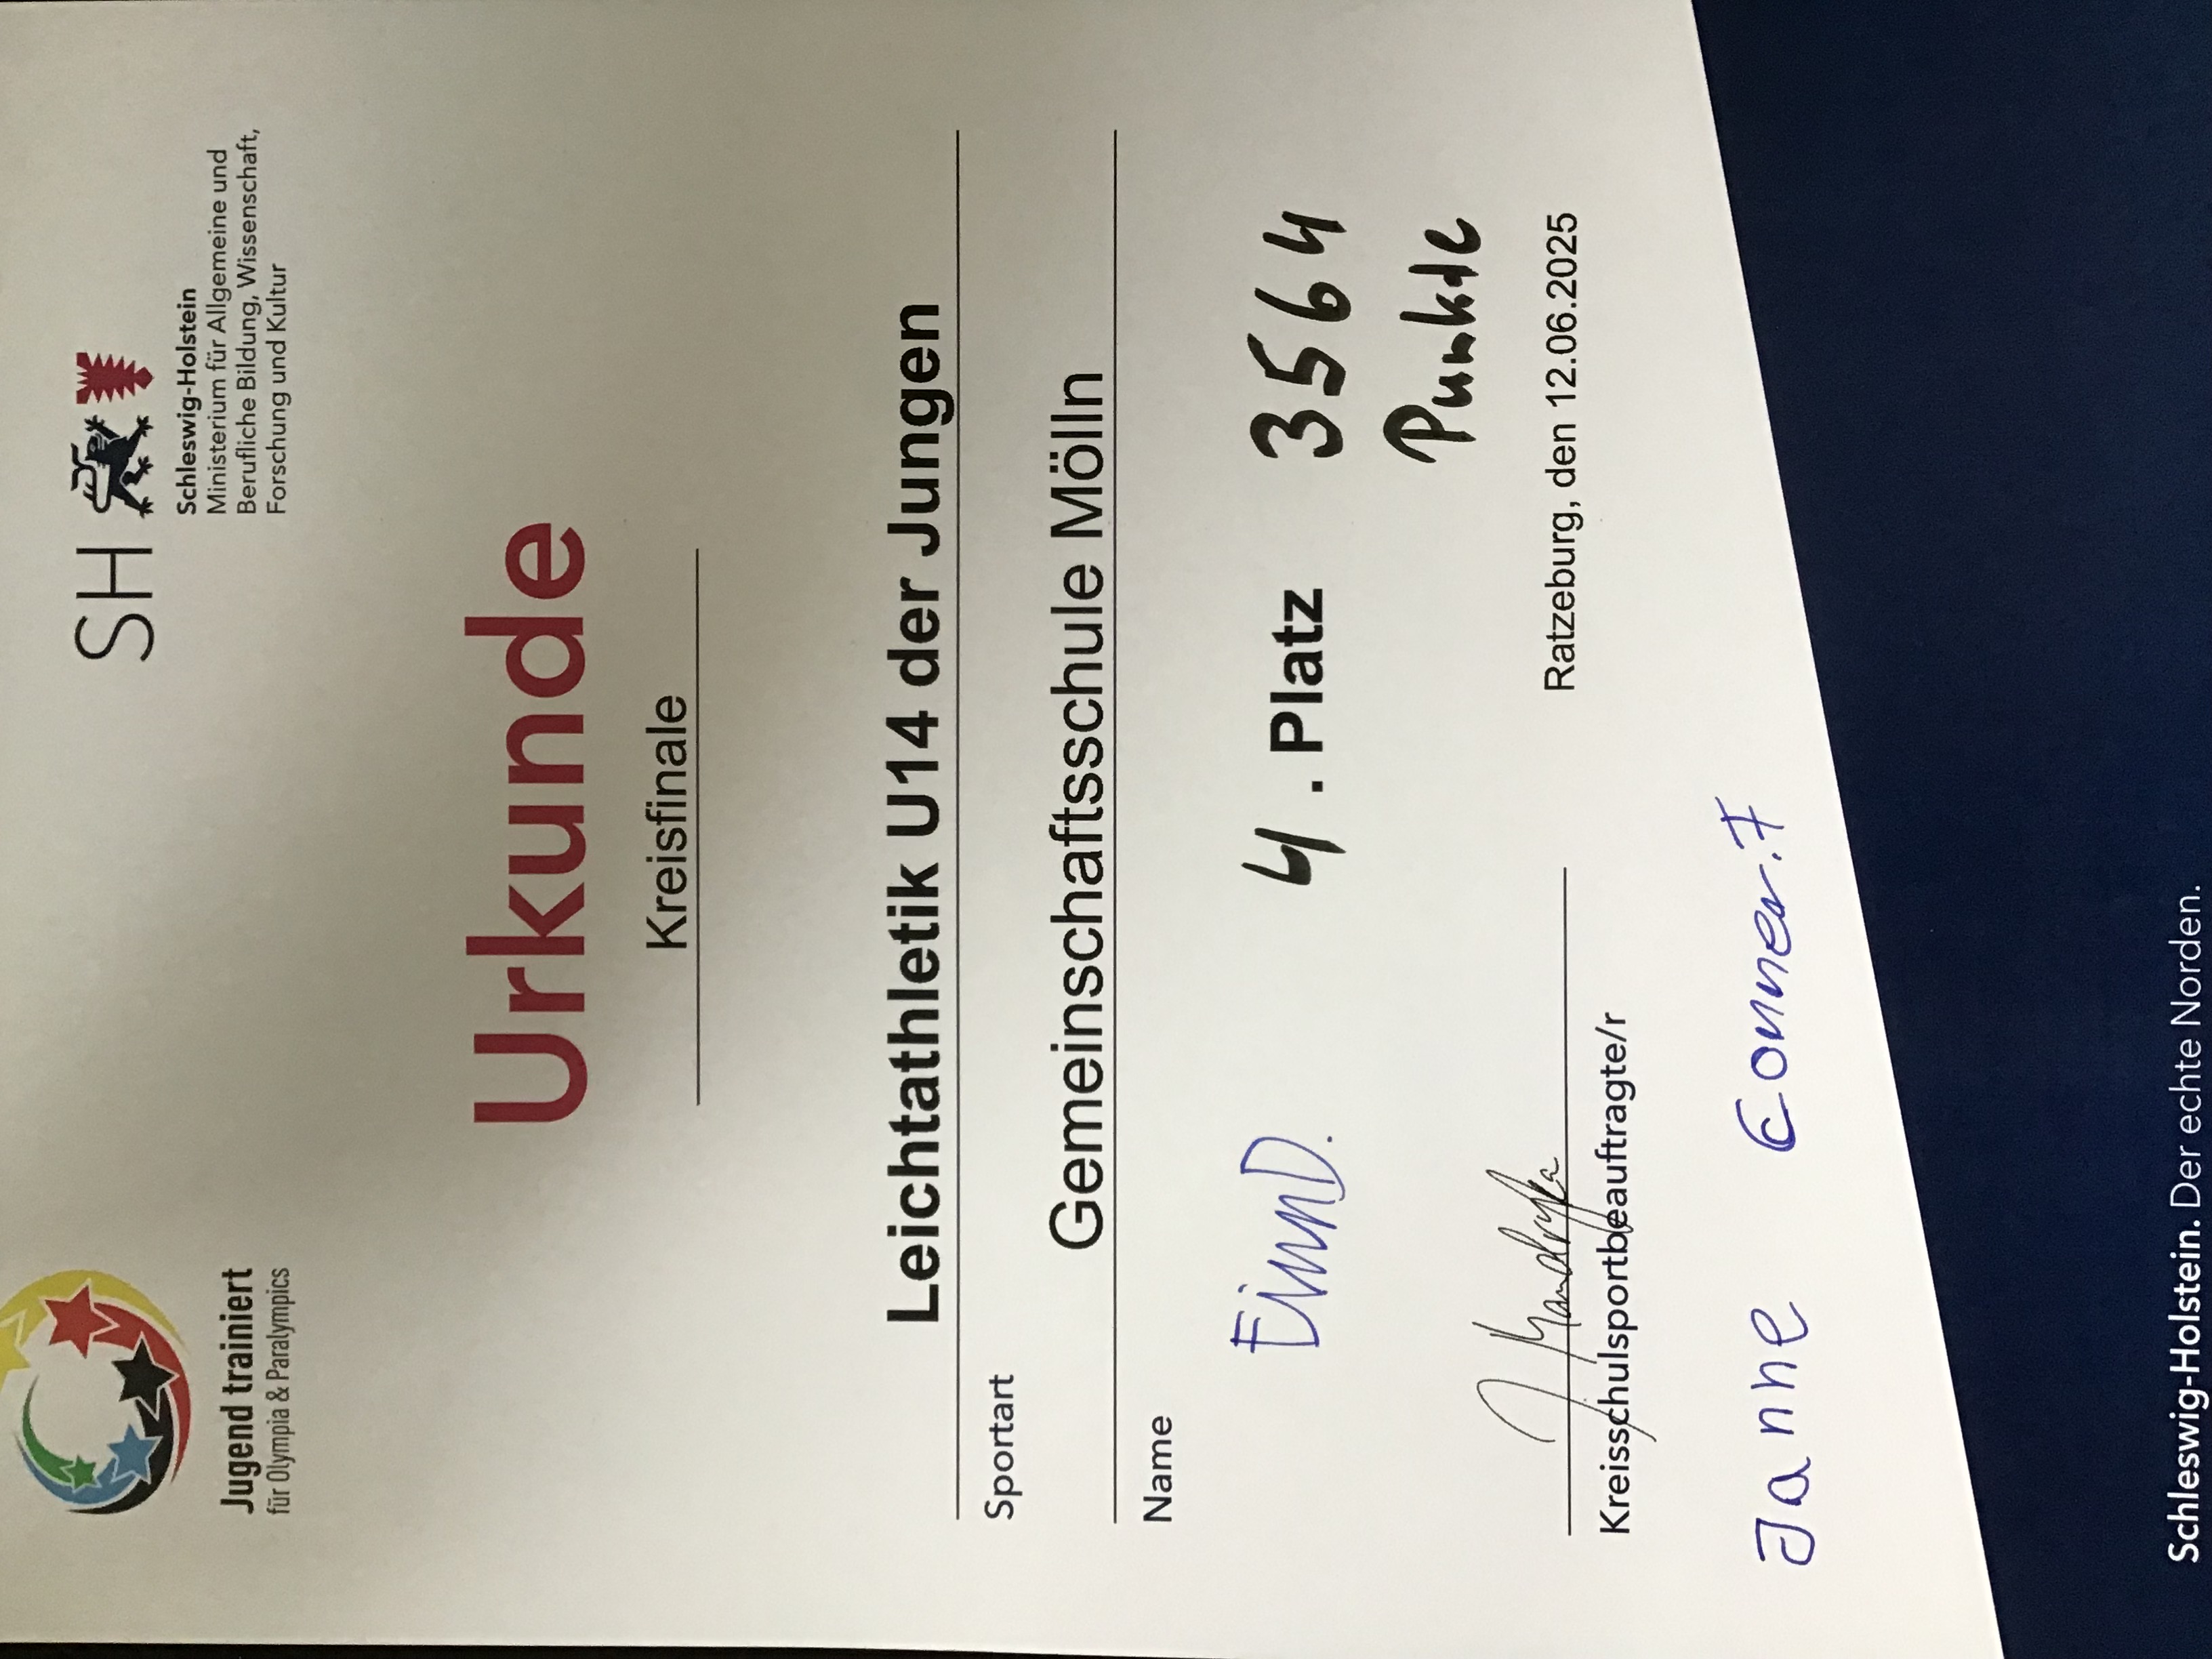 Jugend trainiert
für Olympia & Paralympics
SH
Schleswig-Holstein
Ministerium für Allgemeine und
Berufliche Bildung, Wissenschaft,
Forschung und Kultur
Urkunde
Kreisfinale
Leichtathletik U14 der Jungen
Sportart
Gemeinschaftsschule Mölln
Name
4. Platz 3564
Punkte
Ratzeburg, den 12.06.2025
Kreisschulsportbeauftragte/r
Janne
Schleswig-Holstein. Der echte Norden.